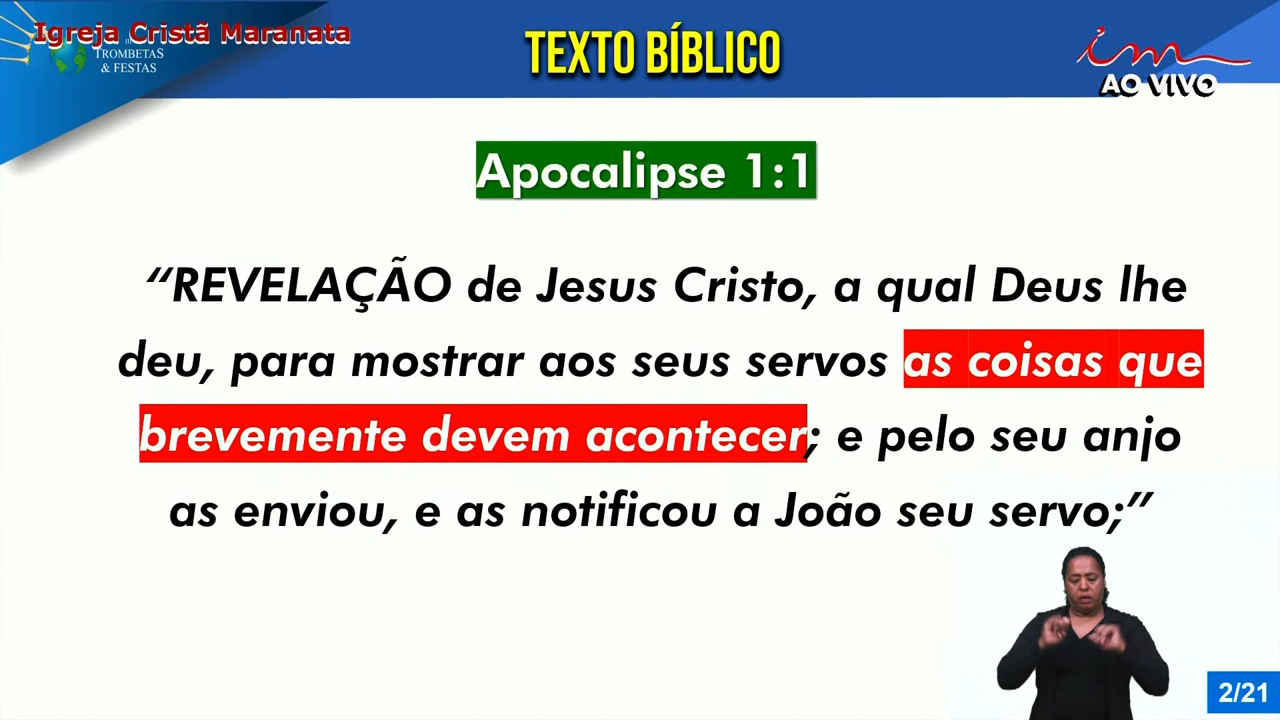 Igreja Cristã Maranata
TROMBETAS
& FESTAS
TEXTO BÍBLICO
im
AO VIVO
Apocalipse 1:1
“REVELAÇÃO de Jesus Cristo, a qual Deus lhe
deu, para mostrar aos seus servos as coisas que
brevemente devem acontecer; e pelo seu anjo
as enviou, e as notificou a João seu servo;”
2/21